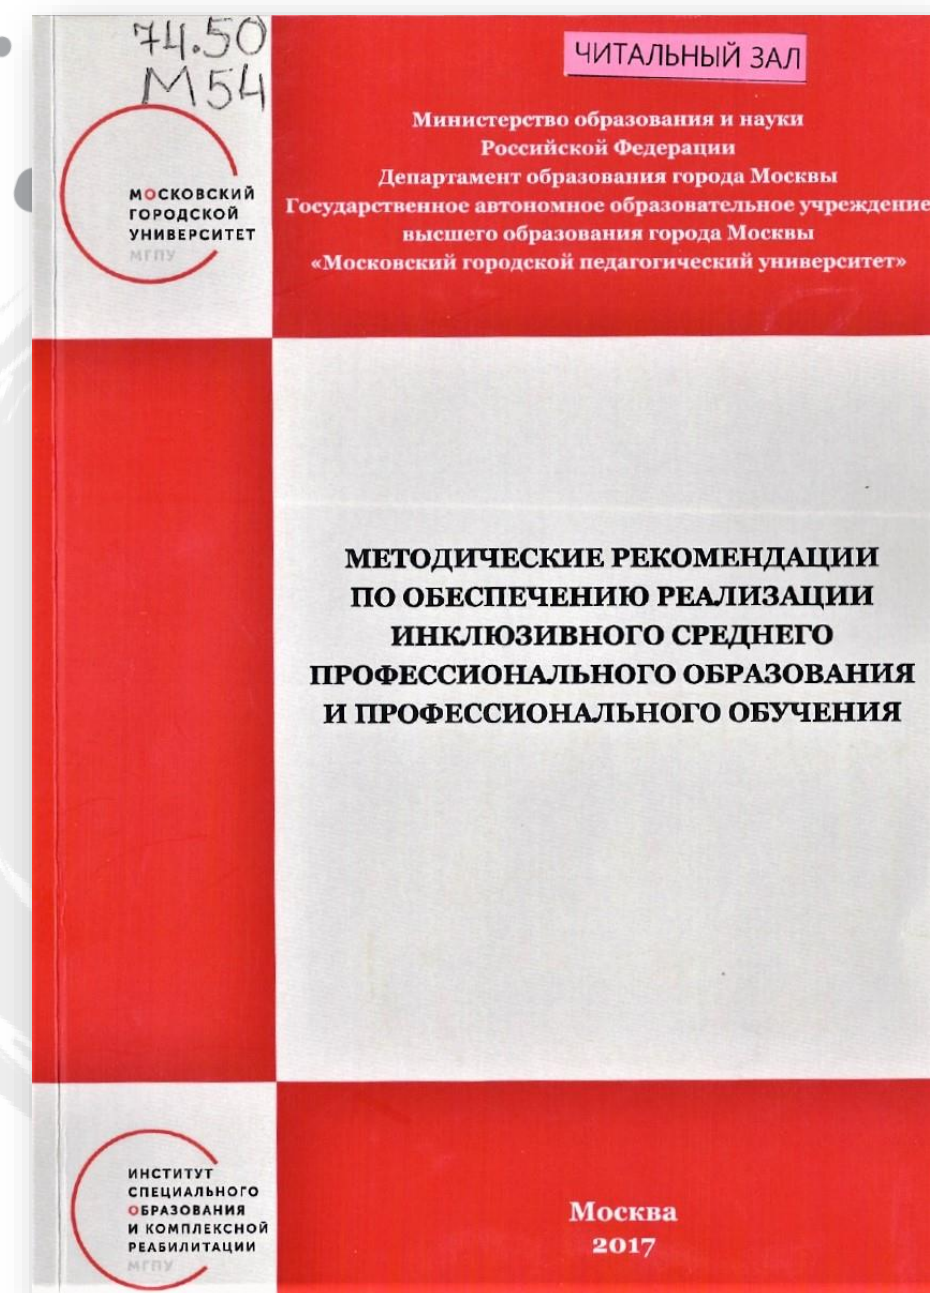 74.50
М54
ЧИТАЛЬНЫЙ ЗАЛ
МОСКОВСКИЙ
ГОРОДСКОЙ
УНИВЕРСИТЕТ
МГПУ
Министерство образования и науки
Российской Федерации
Департамент образования города Москвы
Государственное автономное образовательное учреждение
высшего образования города Москвы
«Московский городской педагогический университет»
МЕТОДИЧЕСКИЕ РЕКОМЕНДАЦИИ
ПО ОБЕСПЕЧЕНИЮ РЕАЛИЗАЦИИ
ИНКЛЮЗИВНОГО СРЕДНЕГО
ПРОФЕССИОНАЛЬНОГО ОБРАЗОВАНИЯ
И ПРОФЕССИОНАЛЬНОГО ОБУЧЕНИЯ
ИНСТИТУТ
СПЕЦИАЛЬНОГО
ОБРАЗОВАНИЯ
И КОМПЛЕКСНОЙ
РЕАБИЛИТАЦИИ
МГПУ
Москва
2017